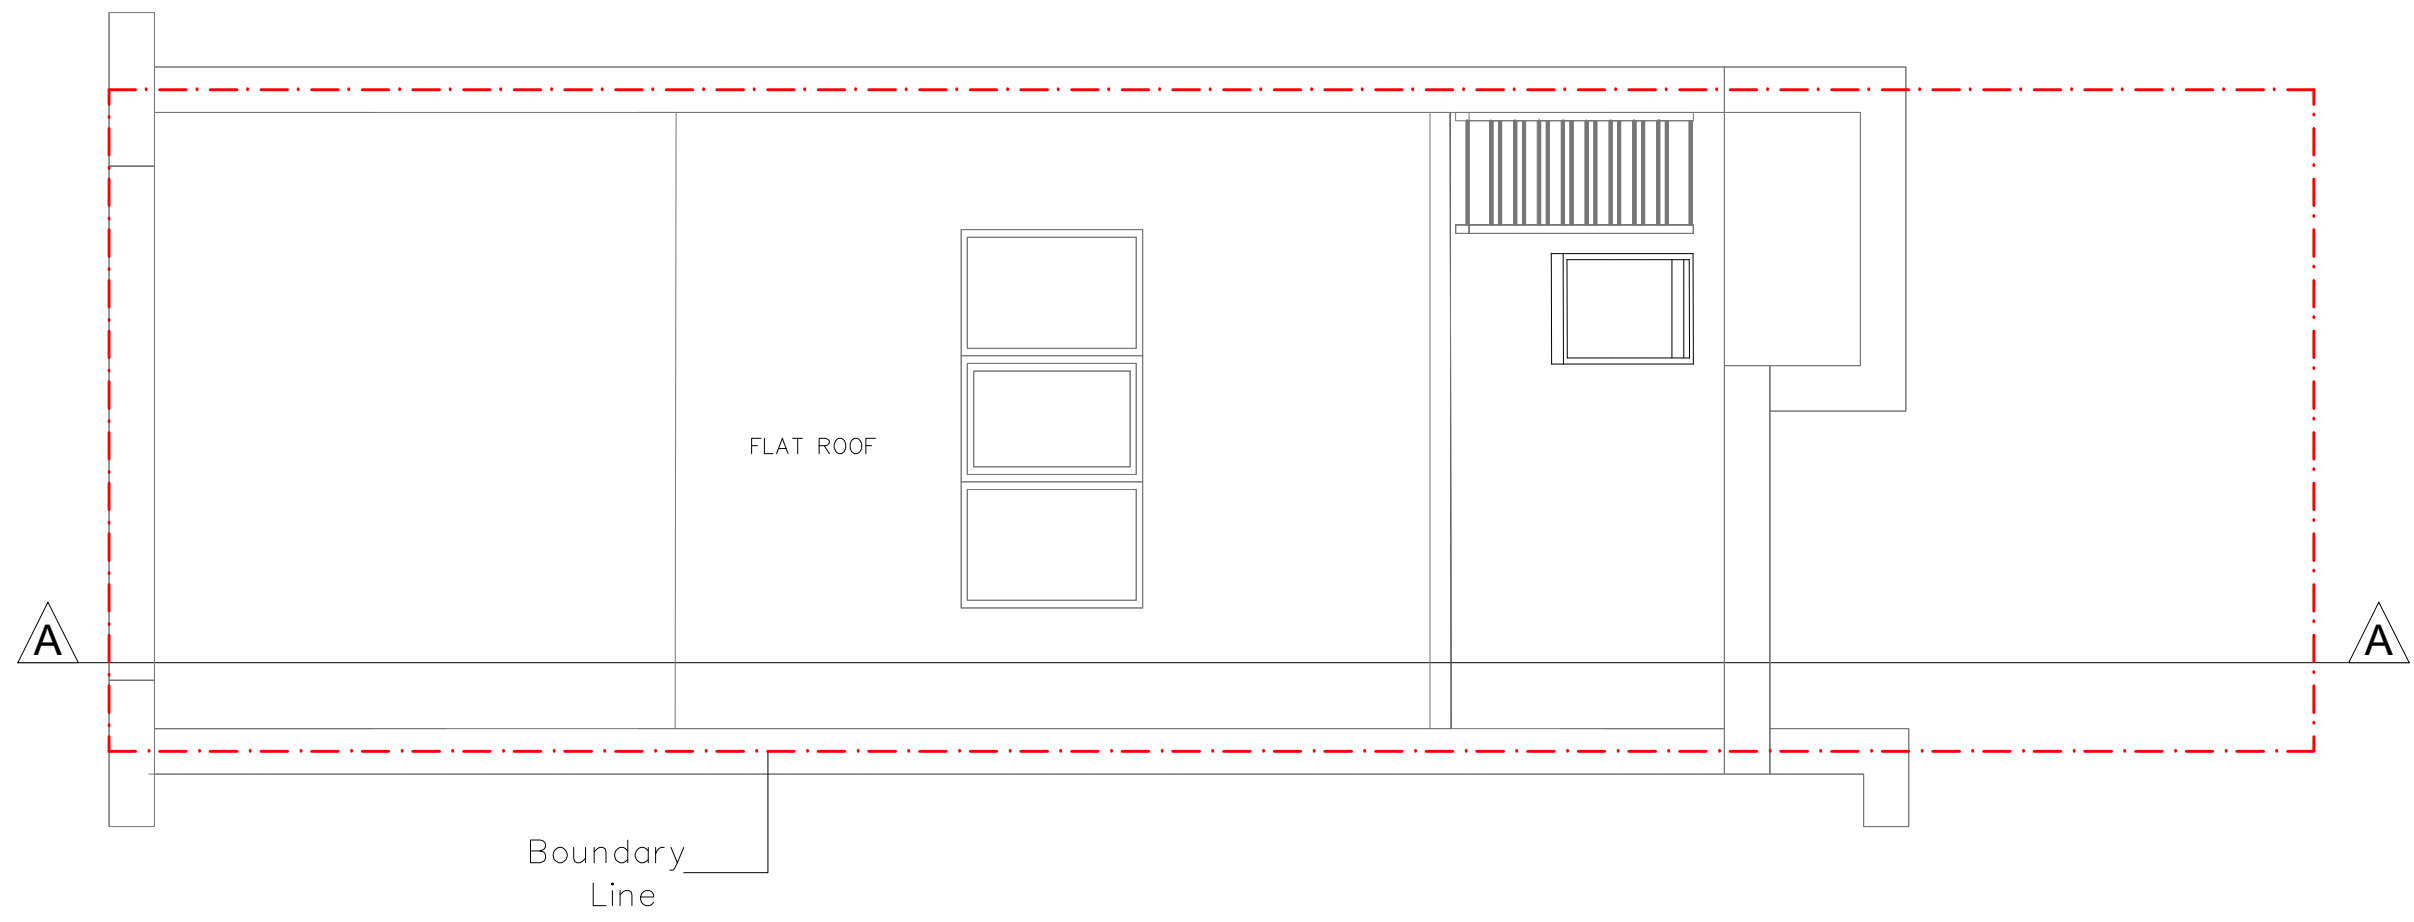 FLAT ROOF
A
A
Boundary
Line